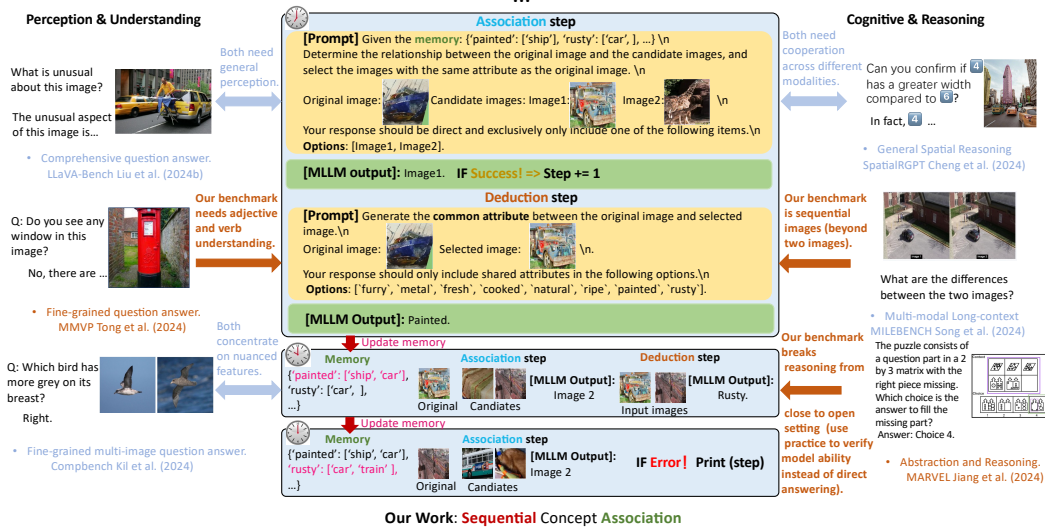 ...
Perception & Understanding
What is unusual
about this image?
The unusual aspect
of this image is…
Both need
general
perception.
• Comprehensive question answer.
LLaVA-Bench Liu et al. (2024b)
Q: Do you see any
window in this
image?
No, there are …
Our benchmark
needs adjective
and verb
understanding.
• Fine-grained question answer.
MMVP Tong et al. (2024)
Q: Which bird has
more grey on its
breast?
Right.
Both
concentrate
on nuanced
features.
• Fine-grained multi-image question answer.
Compbench Kil et al. (2024)
Association step
[Prompt] Given the memory: {'painted': ['ship'], 'rusty': ['car', ], …} \n
Determine the relationship between the original image and the candidate images, and
select the images with the same attribute as the original image. \n
Original image: Candidate images: Image1: Image2: \n
Your response should be direct and exclusively only include one of the following items.\n
Options: [Image1, Image2].
[MLLM output]: Image1. IF Success! => Step += 1
Deduction step
[Prompt] Generate the common attribute between the original image and selected
image.\n
Original image: Selected image: \n.
Your response should only include shared attributes in the following options.\n
Options: [`furry`, `metal`, `fresh`, `cooked`, `natural`, `ripe`, `painted`, `rusty`].
[MLLM Output]: Painted.
Update memory
Memory
{'painted': ['ship', 'car'],
'rusty': ['car', ],
…}
Association step
Original Candiates
[MLLM Output]:
Image 2
Deduction step
Input images
[MLLM Output]:
Rusty.
Update memory
Memory
{'painted': ['ship', 'car'],
'rusty': ['car', 'train' ],
…}
Association step
Original Candiates
[MLLM Output]:
Image 2
IF Error! Print (step)
Our Work: Sequential Concept Association
Cognitive & Reasoning
Both need
cooperation
across different
modalities.
Can you confirm if 4
has a greater width
compared to 6?
In fact, 4 …
• General Spatial Reasoning
SpatialRGPT Cheng et al. (2024)
Our benchmark
is sequential
images (beyond
two images).
What are the differences
between the two images?
• Multi-modal Long-context
MILEBENCH Song et al. (2024)
Our benchmark
breaks
reasoning from
close to open
setting (use
practice to verify
model ability
instead of direct
answering).
The puzzle consists of
a question part in a 2
by 3 matrix with the
right piece missing.
Which choice is the
answer to fill the
missing part?
Answer: Choice 4.
• Abstraction and Reasoning.
MARVEL Jiang et al. (2024)